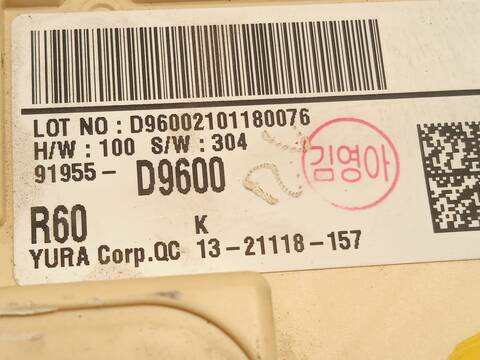 LOT NO : D96002101180076
H/W : 100 S/W : 304
91955- D9600
김영아
R60 K
YURA Corp.QC 13-21118-157